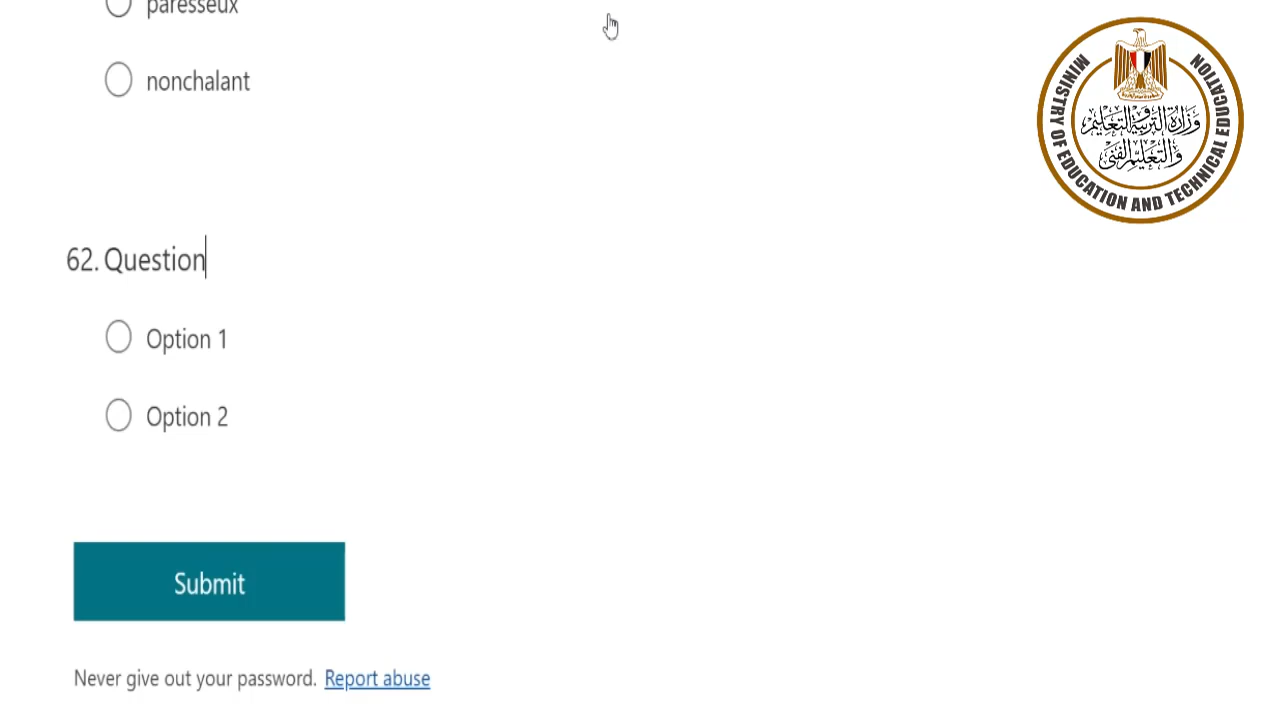 paresseux
nonchalant
62. Question
Option 1
Option 2
Submit
Never give out your password. Report abuse
MINISTRY OF EDUCATION AND TECHNICAL EDUCATION
وزارة التربية والتعليم
والتعليم الفني